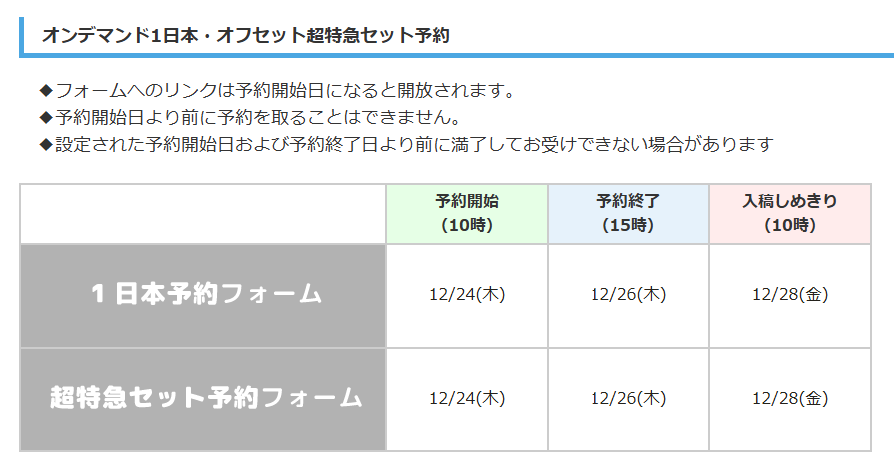 オンデマンド1日本・オフセット超特急セット予約
◆フォームへのリンクは予約開始日になると開放されます。
◆予約開始日より前に予約を取ることはできません。
◆設定された予約開始日および予約終了日より前に満了してお受けできない場合があります
予約開始 予約終了 入稿しめきり
（10時） （15時） （10時）
１日本予約フォーム 12/24(木) 12/26(木) 12/28(金)
超特急セット予約フォーム 12/24(木) 12/26(木) 12/28(金)